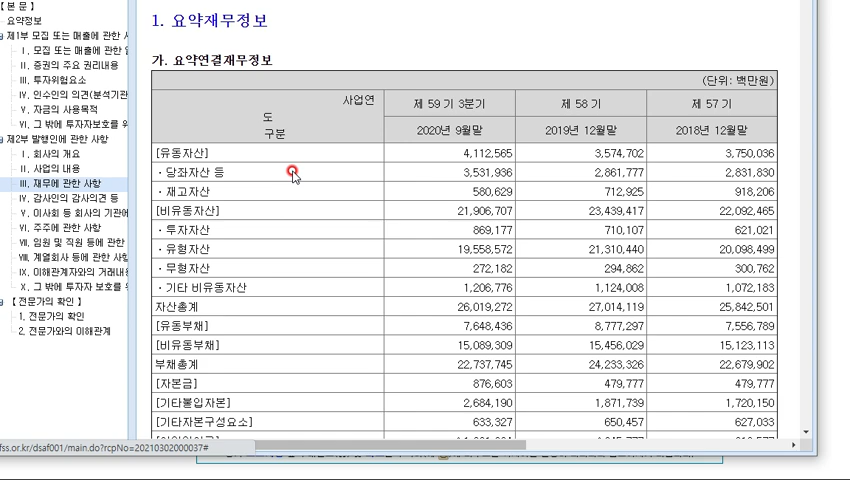 【본 문】
요약정보
제1부 모집 또는 매출에 관한 사
I. 모집 또는 매출에 관한 일
II. 증권의 주요 권리내용
III. 투자위험요소
IV. 인수인의 의견(분석기관
V. 자금의 사용목적
VI. 그 밖에 투자자보호를 위
제2부 발행인에 관한 사항
I. 회사의 개요
II. 사업의 내용
III. 재무에 관한 사항
IV. 감사인의 감사의견 등
V. 이사회 등 회사의 기관에
VI. 주주에 관한 사항
VII. 임원 및 직원 등에 관한
VIII. 계열회사 등에 관한 사항
IX. 이해관계자와의 거래내용
X. 그 밖에 투자자 보호를 위
【전문가의 확인】
1. 전문가의 확인
2. 전문가와의 이해관계
1. 요약재무정보
가. 요약연결재무정보
(단위: 백만원)
사업연도
구분 제 59 기 3분기 제 58 기 제 57 기
2020년 9월말 2019년 12월말 2018년 12월말
[유동자산] 4,112,565 3,574,702 3,750,036
· 당좌자산 등 3,531,936 2,861,777 2,831,830
· 재고자산 580,629 712,925 918,206
[비유동자산] 21,906,707 23,439,417 22,092,465
· 투자자산 869,177 710,107 621,021
· 유형자산 19,558,572 21,310,440 20,098,499
· 무형자산 272,182 294,862 300,762
· 기타 비유동자산 1,206,776 1,124,008 1,072,183
자산총계 26,019,272 27,014,119 25,842,501
[유동부채] 7,648,436 8,777,297 7,556,789
[비유동부채] 15,089,309 15,456,029 15,123,113
부채총계 22,737,745 24,233,326 22,679,902
[자본금] 876,603 479,777 479,777
[기타불입자본] 2,684,190 1,871,739 1,720,150
[기타자본구성요소] 633,327 650,457 627,033
fss.or.kr/dsaf001/main.do?rcpNo=20210302000037#